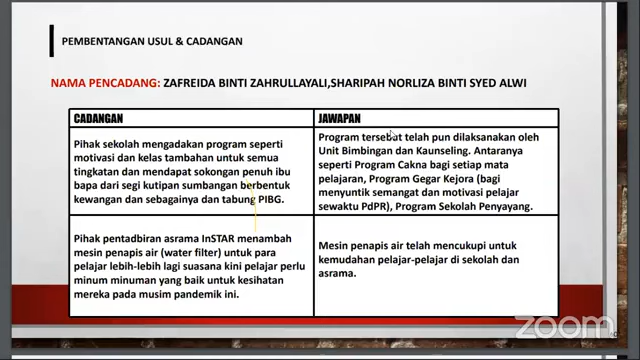 PEMBENTANGAN USUL & CADANGAN
NAMA PENCADANG: ZAFREIDA BINTI ZAHRULLAYALI,SHARIPAH NORLIZA BINTI SYED ALWI
CADANGAN
JAWAPAN
Pihak sekolah mengadakan program seperti
motivasi dan kelas tambahan untuk semua
tingkatan dan mendapat sokongan penuh ibu
bapa dari segi kutipan sumbangan berbentuk
kewangan dan sebagainya dan tabung PIBG.
Program tersebut telah pun dilaksanakan oleh
Unit Bimbingan dan Kaunseling. Antaranya
seperti Program Cakna bagi setiap mata
pelajaran, Program Gegar Kejora (bagi
menyuntik semangat dan motivasi pelajar
sewaktu PdPR), Program Sekolah Penyayang.
Pihak pentadbiran asrama InSTAR menambah
mesin penapis air (water filter) untuk para
pelajar lebih-lebih lagi suasana kini pelajar perlu
minum minuman yang baik untuk kesihatan
mereka pada musim pandemik ini.
Mesin penapis air telah mencukupi untuk
kemudahan pelajar-pelajar di sekolah dan
asrama.
zoom